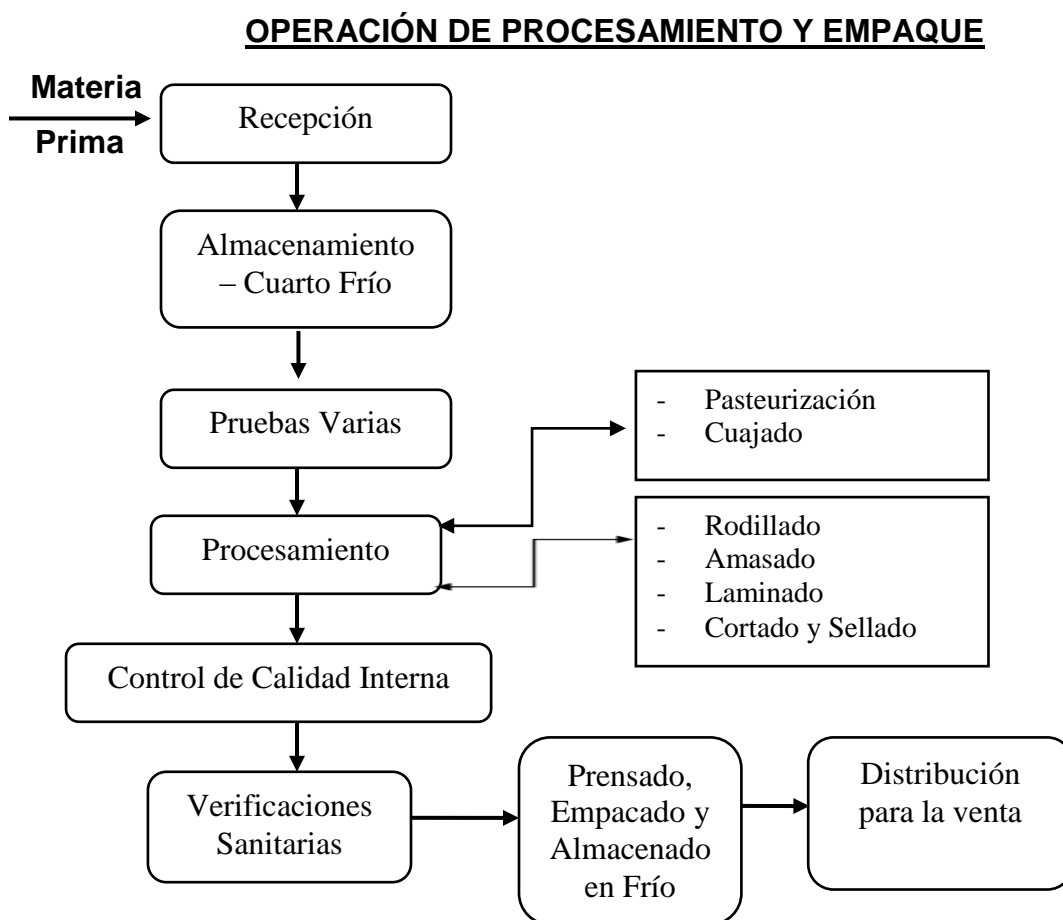 OPERACIÓN DE PROCESAMIENTO Y EMPAQUE
Materia
Prima
Recepción
Almacenamiento
– Cuarto Frío
Pruebas Varias
- Pasteurización
- Cuajado
Procesamiento
- Rodillado
- Amasado
- Laminado
- Cortado y Sellado
Control de Calidad Interna
Verificaciones
Sanitarias
Prensado,
Empacado y
Almacenado
en Frío
Distribución
para la venta